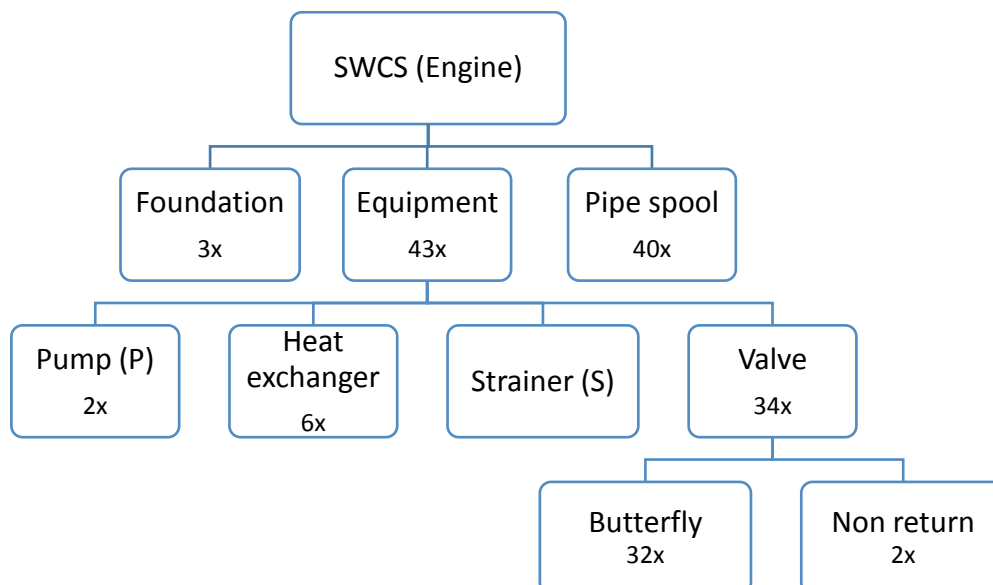 SWCS (Engine)
Foundation
3x
Equipment
43x
Pipe spool
40x
Pump (P)
2x
Heat
exchanger
6x
Strainer (S)
Valve
34x
Butterfly
32x
Non return
2x